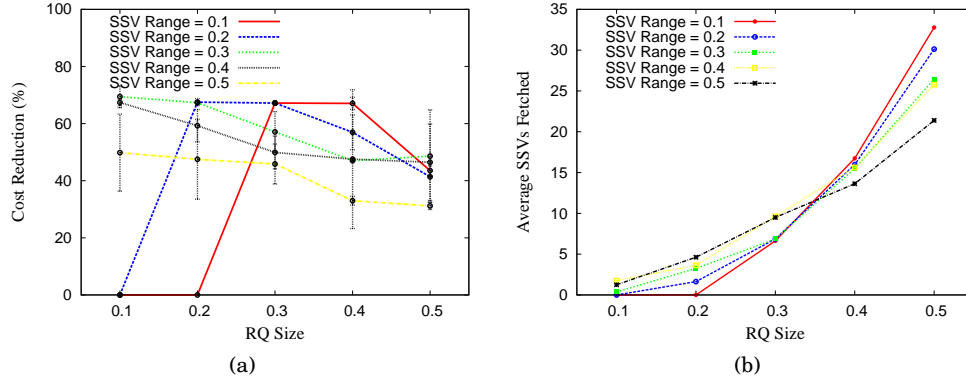 SSV Range = 0.1
SSV Range = 0.2
SSV Range = 0.3
SSV Range = 0.4
SSV Range = 0.5
100
80
60
40
20
0
Cost Reduction (%)
0.1 0.2 0.3 0.4 0.5
RQ Size
(a)
SSV Range = 0.1
SSV Range = 0.2
SSV Range = 0.3
SSV Range = 0.4
SSV Range = 0.5
35
30
25
20
15
10
5
0
Average SSVs Fetched
0.1 0.2 0.3 0.4 0.5
RQ Size
(b)